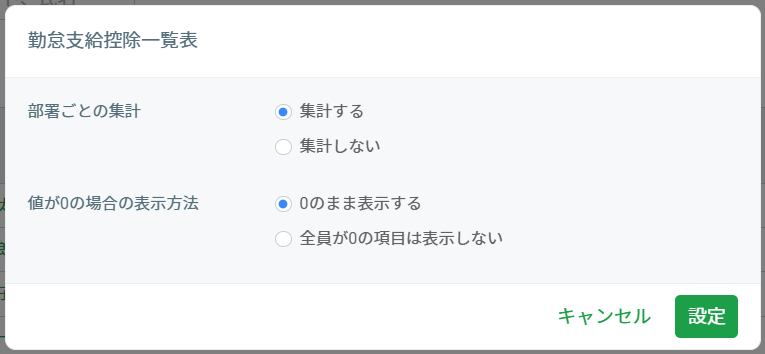 勤怠支給控除一覧表
部署ごとの集計
集計する
集計しない
値が0の場合の表示方法
0のまま表示する
全員が0の項目は表示しない
キャンセル
設定